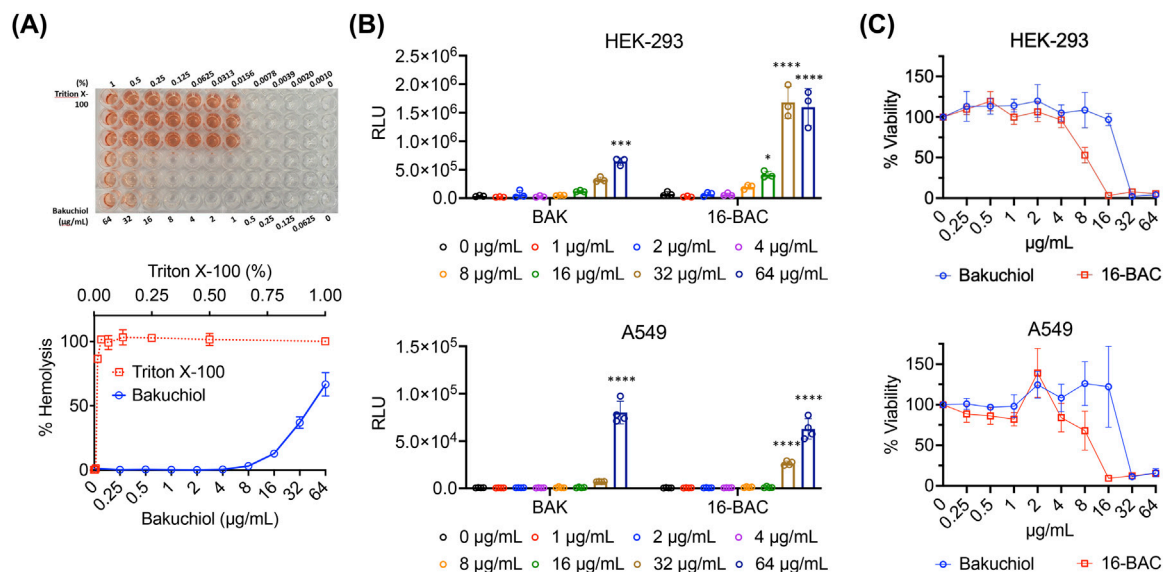 (A)
(%)
1 0.5 0.25 0.125 0.0625 0.0313 0.0156 0.0078 0.0039 0.0020 0.0010 0
Triton X-
100
Bakuchiol
(µg/mL)
64 32 16 8 4 2 1 0.5 0.25 0.125 0.0625 0
Triton X-100 (%)
0.00 0.25 0.50 0.75 1.00
% Hemolysis
100
50
0
Triton X-100
Bakuchiol
0 0.25 0.5 1 2 4 8 16 32 64
Bakuchiol (µg/mL)
(B)
HEK-293
RLU
2.5×10⁶
2.0×10⁶
1.5×10⁶
1.0×10⁶
5.0×10⁵
0.0
***
*
****
****
BAK 16-BAC
0 µg/mL 1 µg/mL 2 µg/mL 4 µg/mL
8 µg/mL 16 µg/mL 32 µg/mL 64 µg/mL
A549
RLU
1.5×10⁵
1.0×10⁵
5.0×10⁴
0.0
****
****
****
BAK 16-BAC
0 µg/mL 1 µg/mL 2 µg/mL 4 µg/mL
8 µg/mL 16 µg/mL 32 µg/mL 64 µg/mL
(C)
HEK-293
% Viability
150
100
50
0
0 0.25 0.5 1 2 4 8 16 32 64
µg/mL
Bakuchiol 16-BAC
A549
% Viability
200
150
100
50
0
0 0.25 0.5 1 2 4 8 16 32 64
µg/mL
Bakuchiol 16-BAC